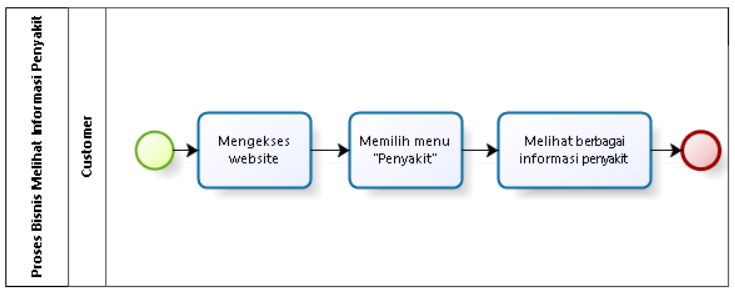 Proses Bisnis Melihat Informasi Penyakit
Customer
Mengekses
website
Memilih menu
"Penyakit"
Melihat berbagai
informasi penyakit